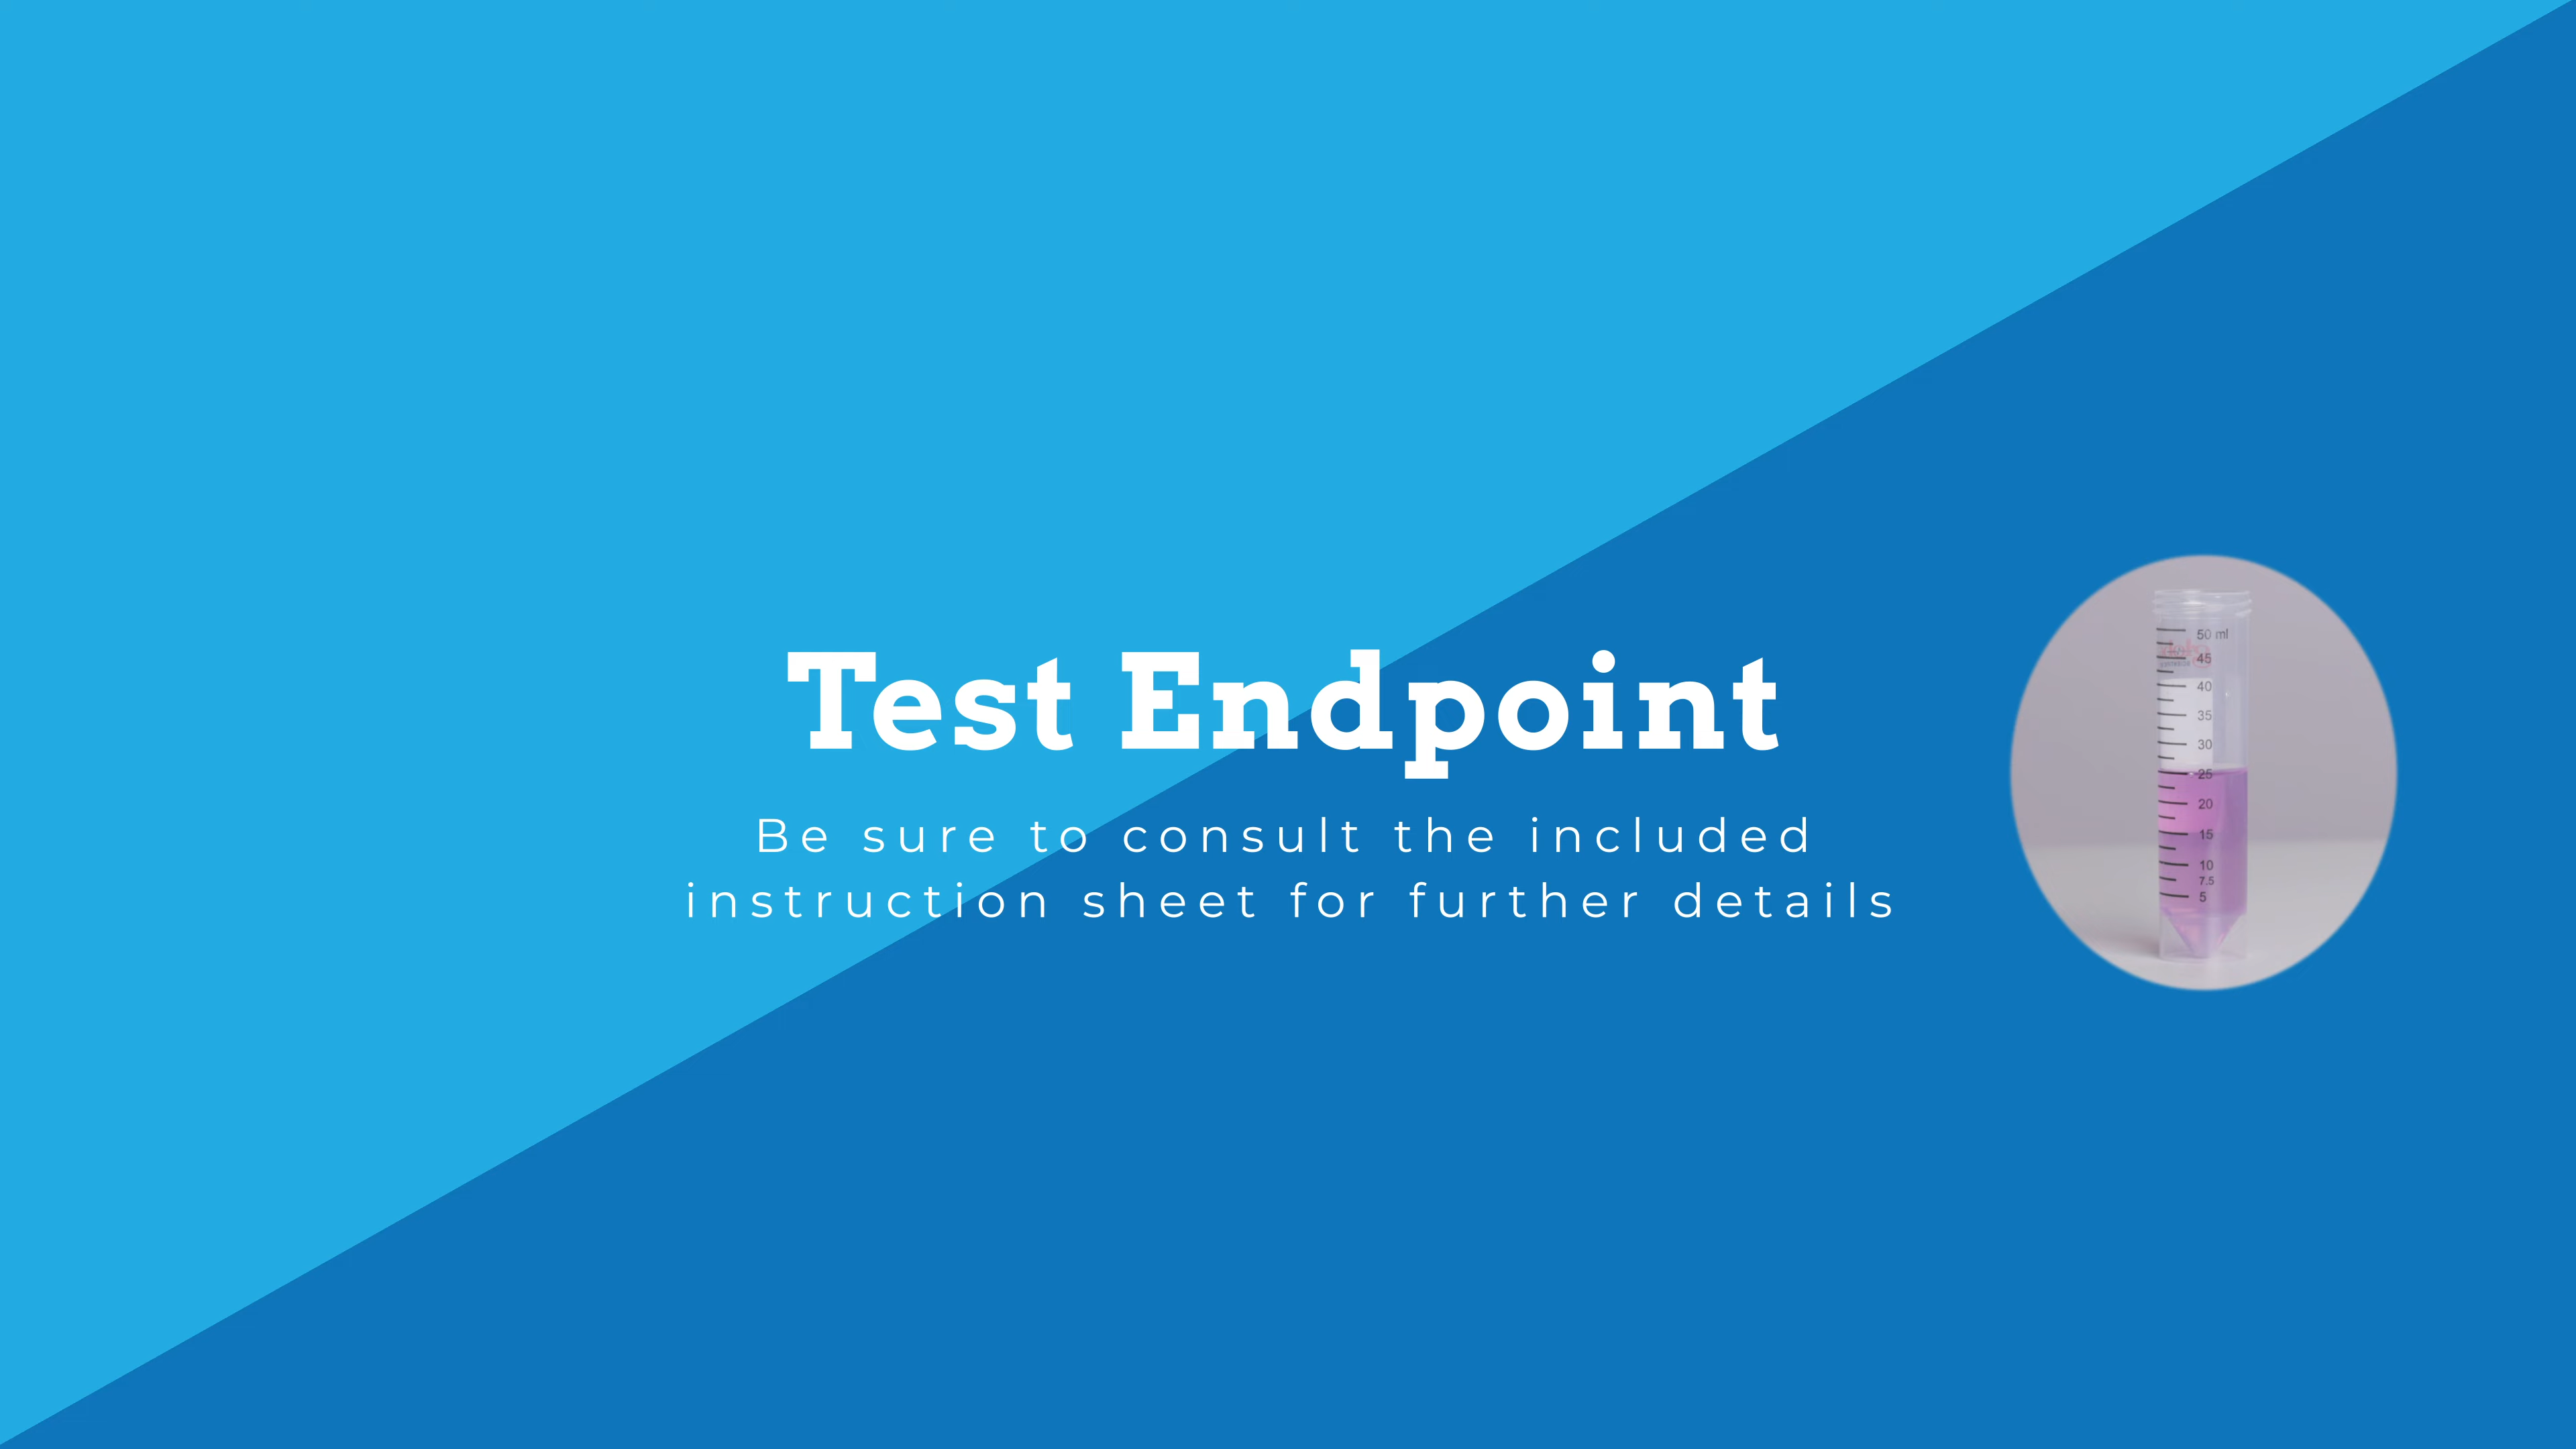 Test Endpoint
Be sure to consult the included
instruction sheet for further details
50 ml
45
40
35
30
25
20
15
10
7.5
5